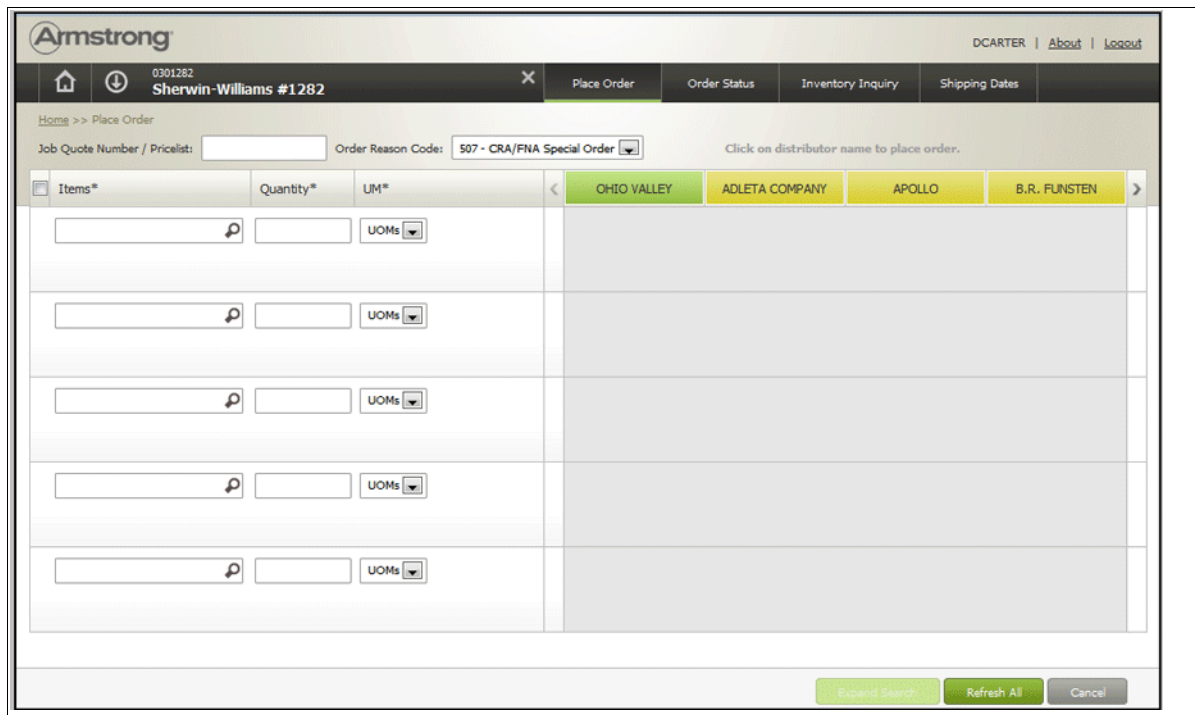 Armstrong
DCARTER | About | Logout
0301282
Sherwin-Williams #1282
Place Order
Order Status
Inventory Inquiry
Shipping Dates
Home >> Place Order
Job Quote Number / Pricelist:
Order Reason Code: 507 - CRA/FNA Special Order
Click on distributor name to place order.
Items* Quantity* UM* OHIO VALLEY ADLETA COMPANY APOLLO B.R. FUNSTEN
UOMs
UOMs
UOMs
UOMs
UOMs
Expand Search Refresh All Cancel